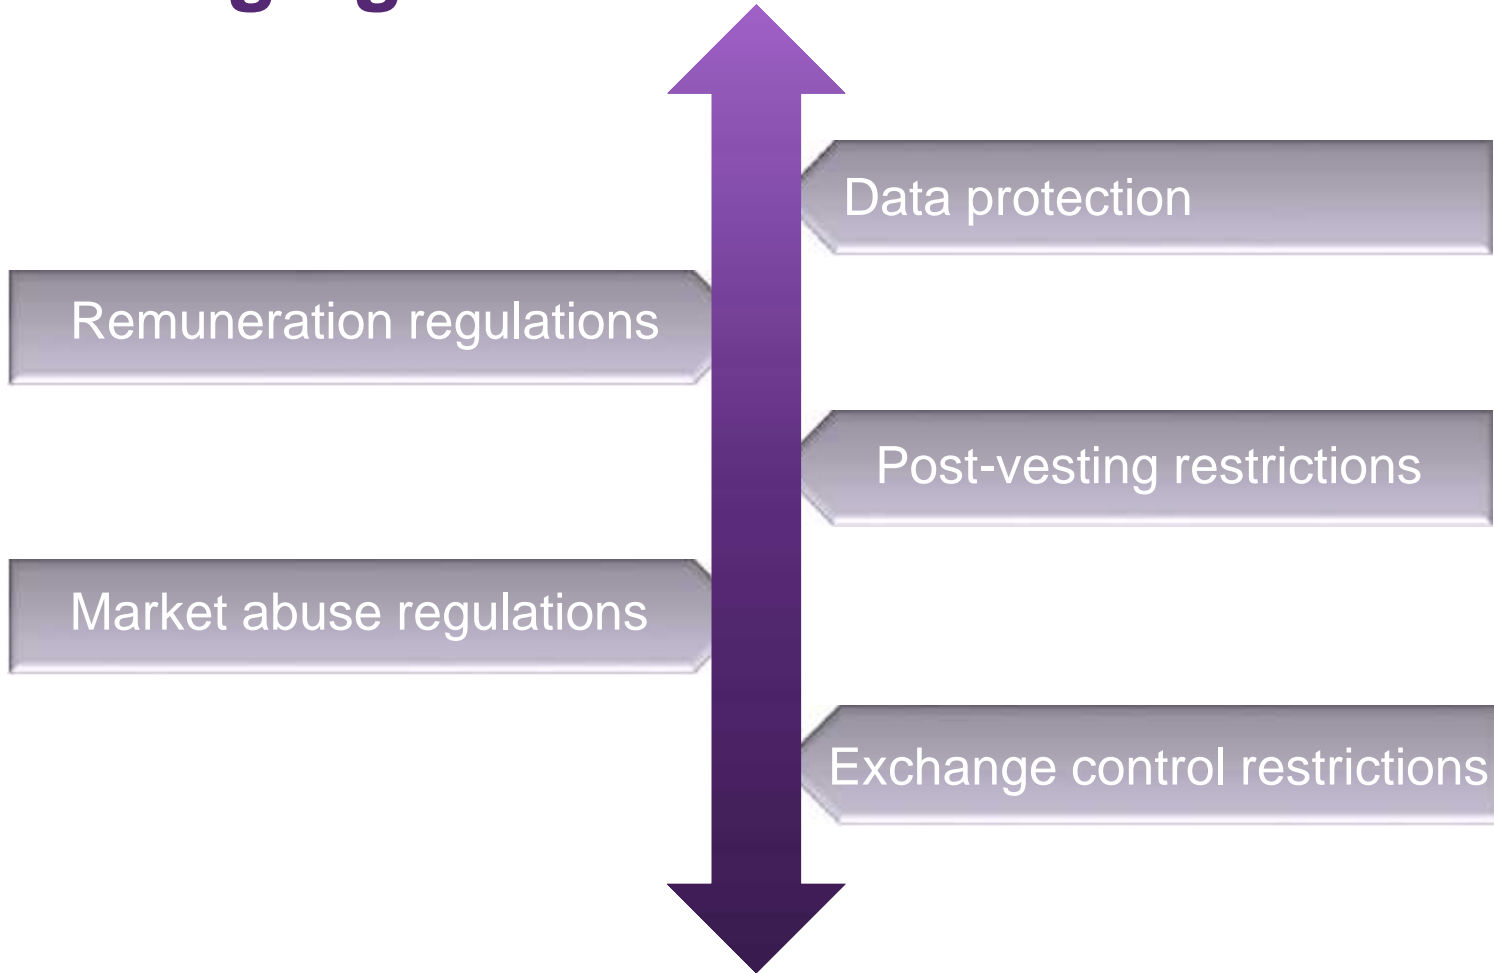 Data protection
Remuneration regulations
Post-vesting restrictions
Market abuse regulations
Exchange control restrictions